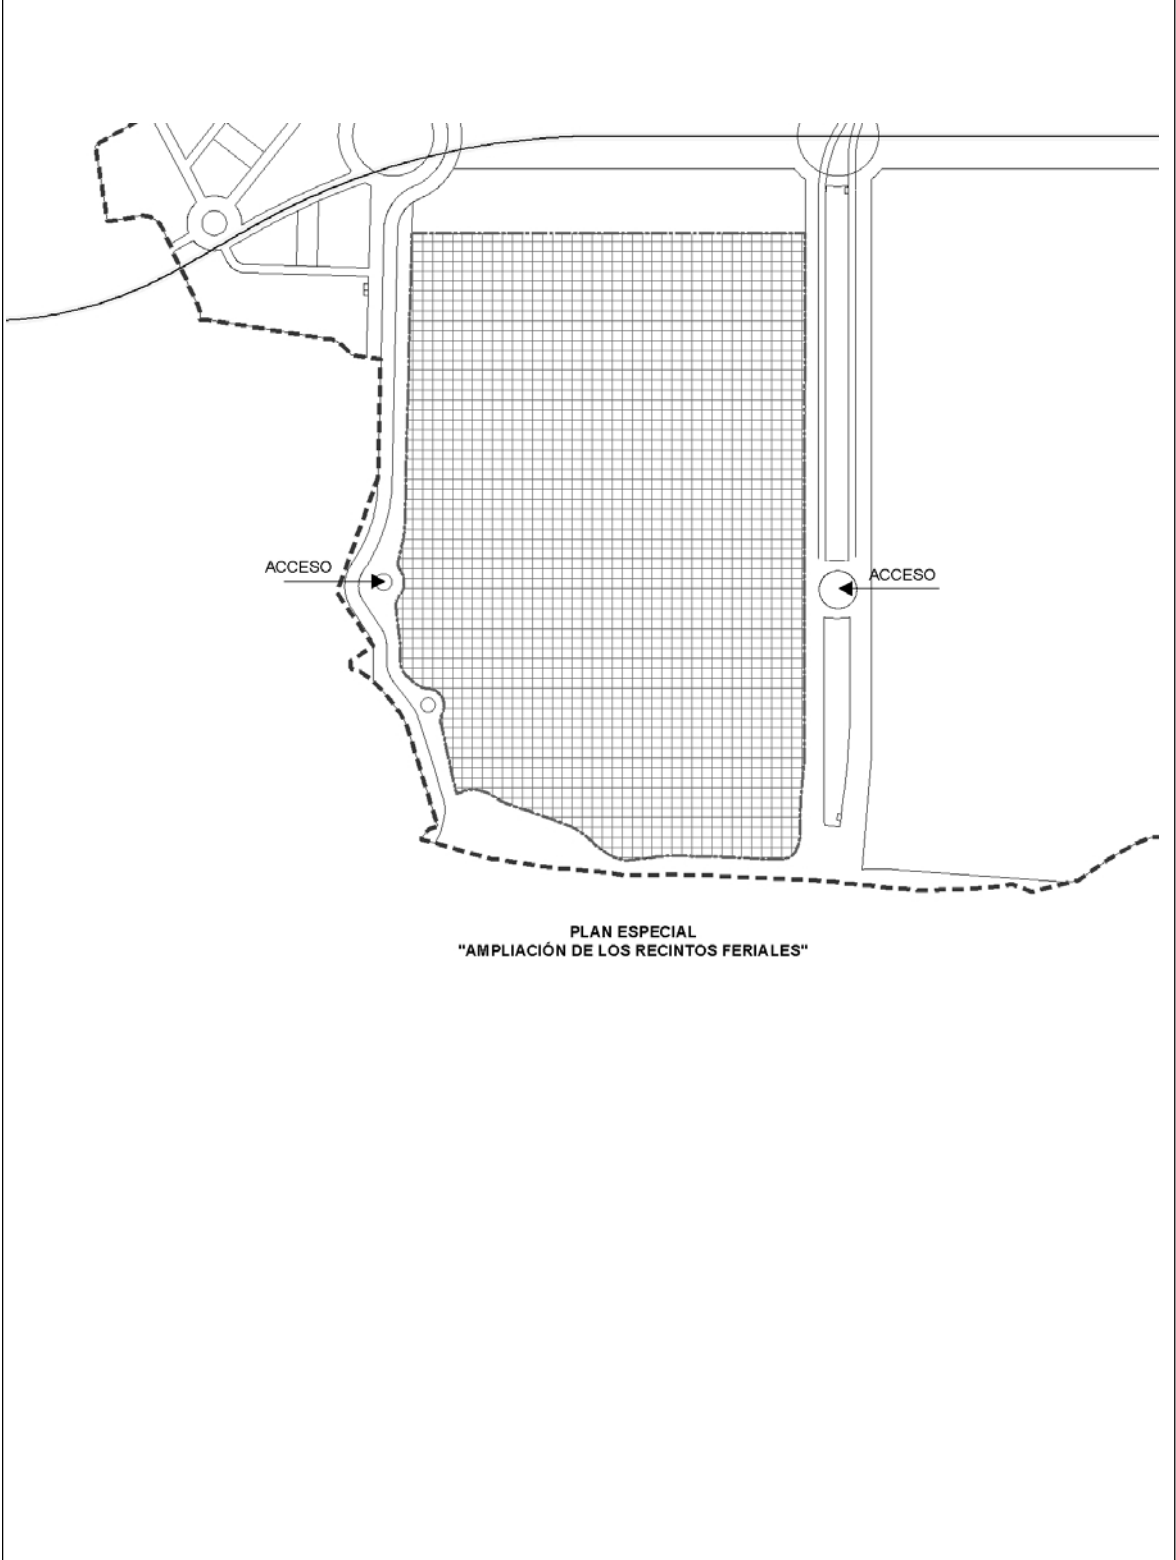 ACCESO
ACCESO
PLAN ESPECIAL
"AMPLIACIÓN DE LOS RECINTOS FERIALES"